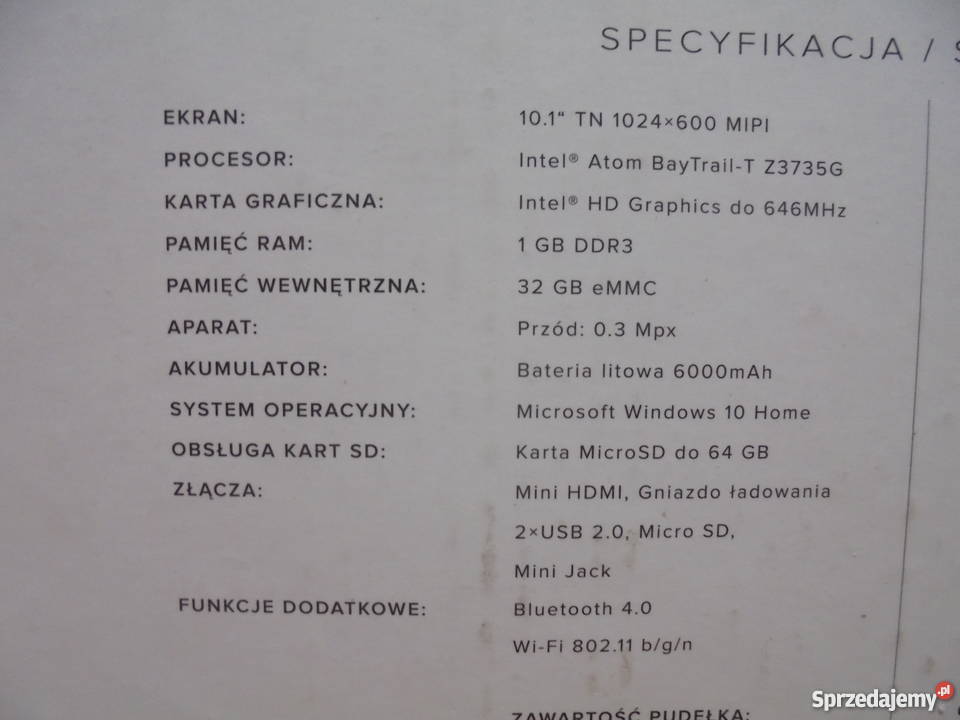 SPECYFIKACJA /
EKRAN: 10.1“ TN 1024×600 MIPI
PROCESOR: Intel® Atom BayTrail-T Z3735G
KARTA GRAFICZNA: Intel® HD Graphics do 646MHz
PAMIĘĆ RAM: 1 GB DDR3
PAMIĘĆ WEWNĘTRZNA: 32 GB eMMC
APARAT: Przód: 0.3 Mpx
AKUMULATOR: Bateria litowa 6000mAh
SYSTEM OPERACYJNY: Microsoft Windows 10 Home
OBSŁUGA KART SD: Karta MicroSD do 64 GB
ZŁĄCZA: Mini HDMI, Gniazdo ładowania
2×USB 2.0, Micro SD,
Mini Jack
FUNKCJE DODATKOWE: Bluetooth 4.0
Wi-Fi 802.11 b/g/n
ZAWARTOŚĆ PUDEŁKA:
Sprzedajemy.pl